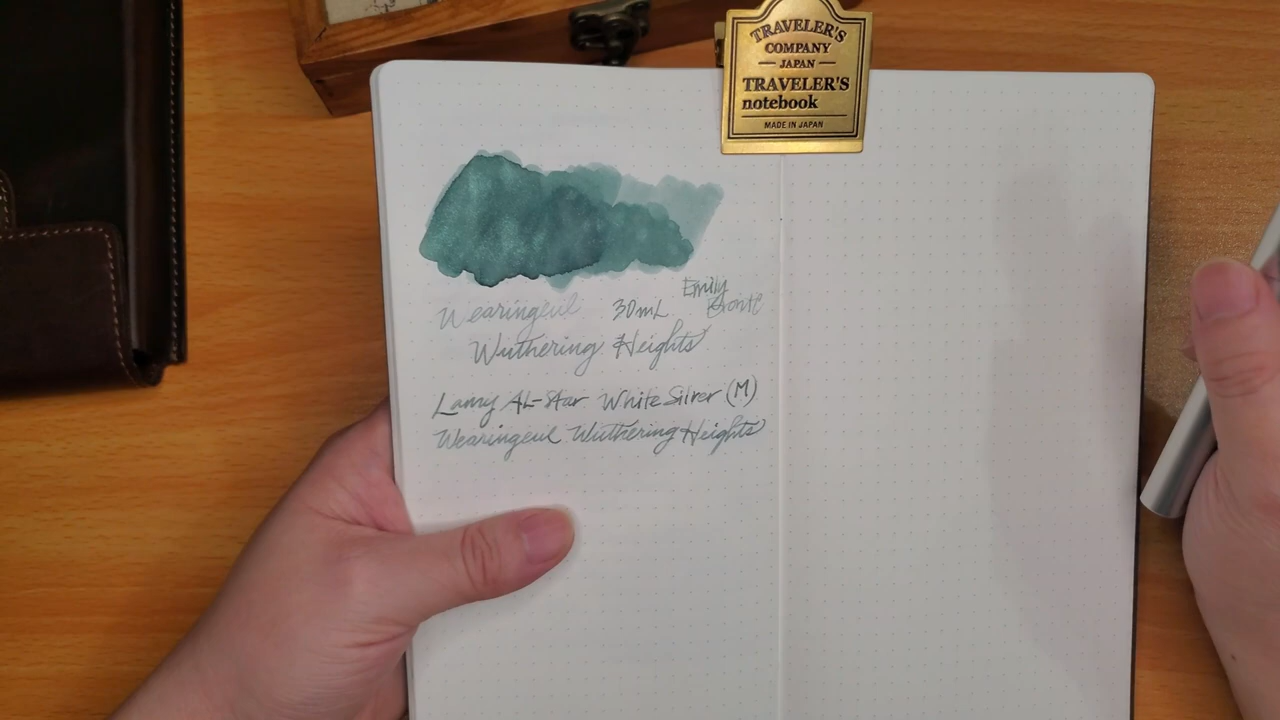 TRAVELER'S
COMPANY
JAPAN
TRAVELER'S
notebook
MADE IN JAPAN
Wearingeul 30mL Emily Brontë
Wuthering Heights
Lamy AL-Star White Silver (M)
Wearingeul Wuthering Heights